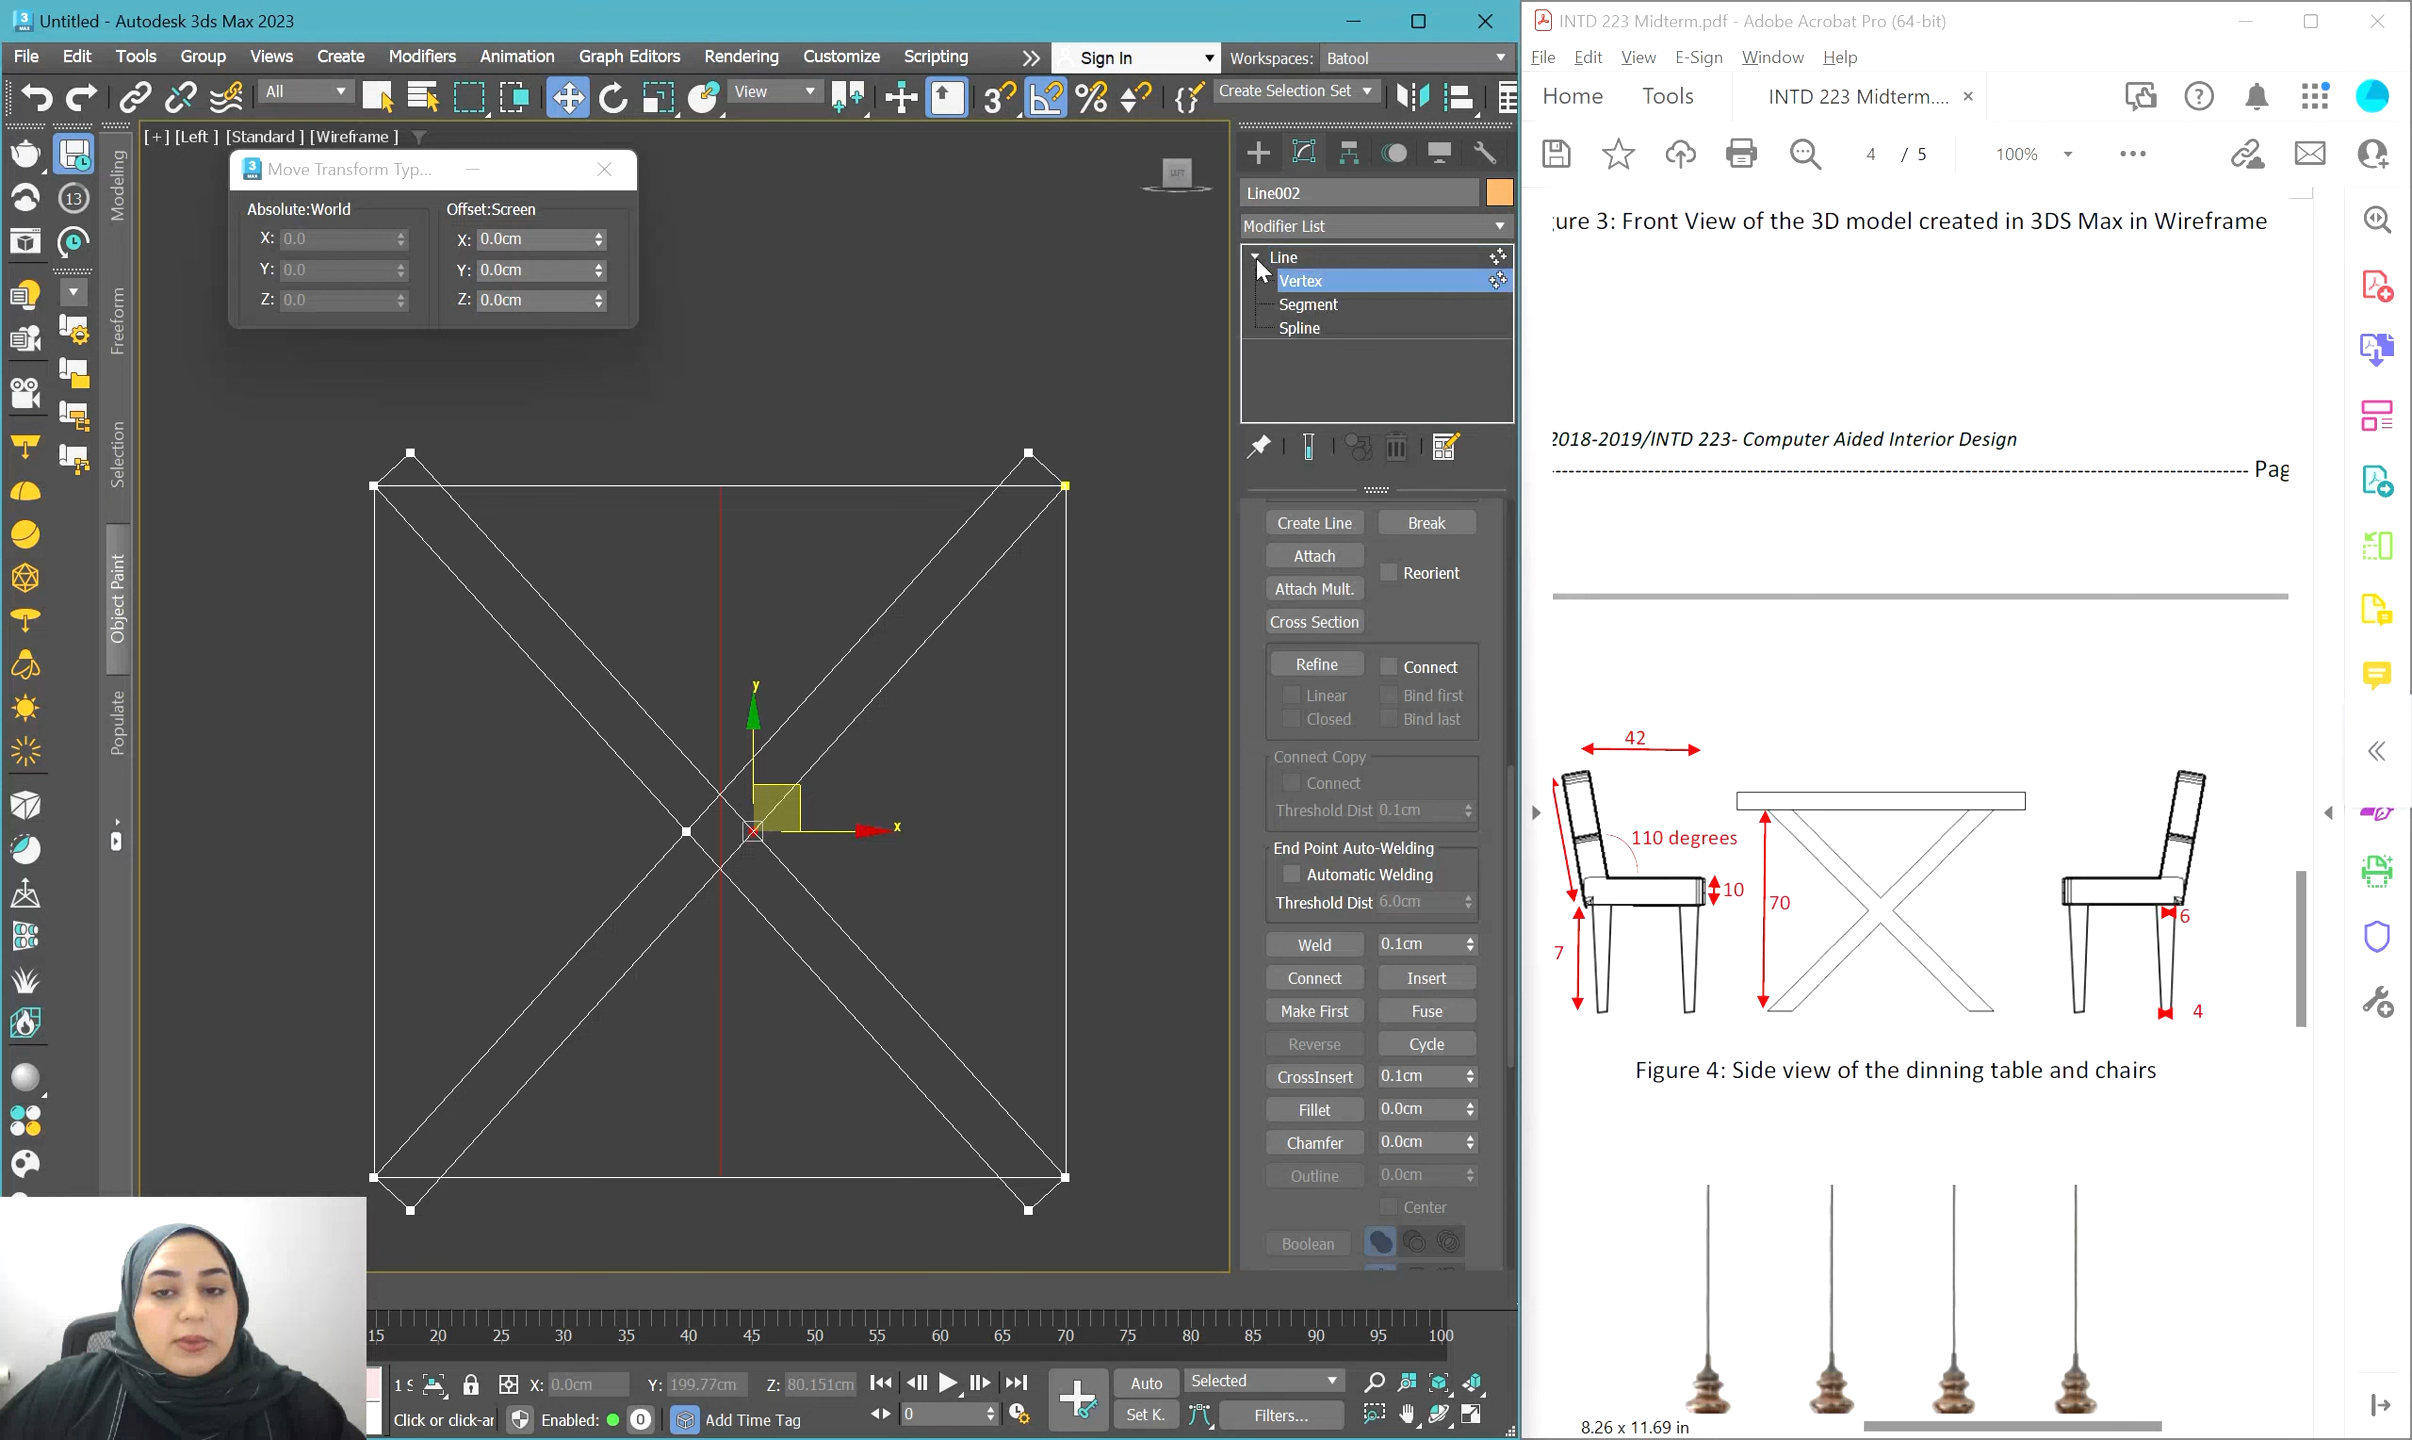 Untitled - Autodesk 3ds Max 2023
File Edit Tools Group Views Create Modifiers Animation Graph Editors Rendering Customize Scripting Sign In Workspaces: Batool
All View Create Selection Set
[+] [Left ] [Standard ] [Wireframe ]
Move Transform Typ...
Absolute:World Offset:Screen
X: 0.0 X: 0.0cm
Y: 0.0 Y: 0.0cm
Z: 0.0 Z: 0.0cm
13
Modeling
Freeform
Selection
Object Paint
Populate
LEFT
y
x
Line002
Modifier List
Line
Vertex
Segment
Spline
Create Line Break
Attach
Reorient
Attach Mult.
Cross Section
Refine Connect
Linear Bind first
Closed Bind last
Connect Copy
Connect
Threshold Dist 0.1cm
End Point Auto-Welding
Automatic Welding
Threshold Dist 6.0cm
Weld 0.1cm
Connect Insert
Make First Fuse
Reverse Cycle
CrossInsert 0.1cm
Fillet 0.0cm
Chamfer 0.0cm
Outline 0.0cm
Center
Boolean
15 20 25 30 35 40 45 50 55 60 65 70 75 80 85 90 95 100
X: 0.0cm Y: 199.77cm Z: 80.151cm
Auto Selected
Click or click-ar Enabled: 0 Add Time Tag
0
Set K. Filters...
INTD 223 Midterm.pdf - Adobe Acrobat Pro (64-bit)
File Edit View E-Sign Window Help
Home Tools INTD 223 Midterm.... ×
4 / 5 100%
ure 3: Front View of the 3D model created in 3DS Max in Wireframe
2018-2019/INTD 223- Computer Aided Interior Design
Pag
42
110 degrees
10
70
7
6
4
Figure 4: Side view of the dinning table and chairs
8.26 x 11.69 in